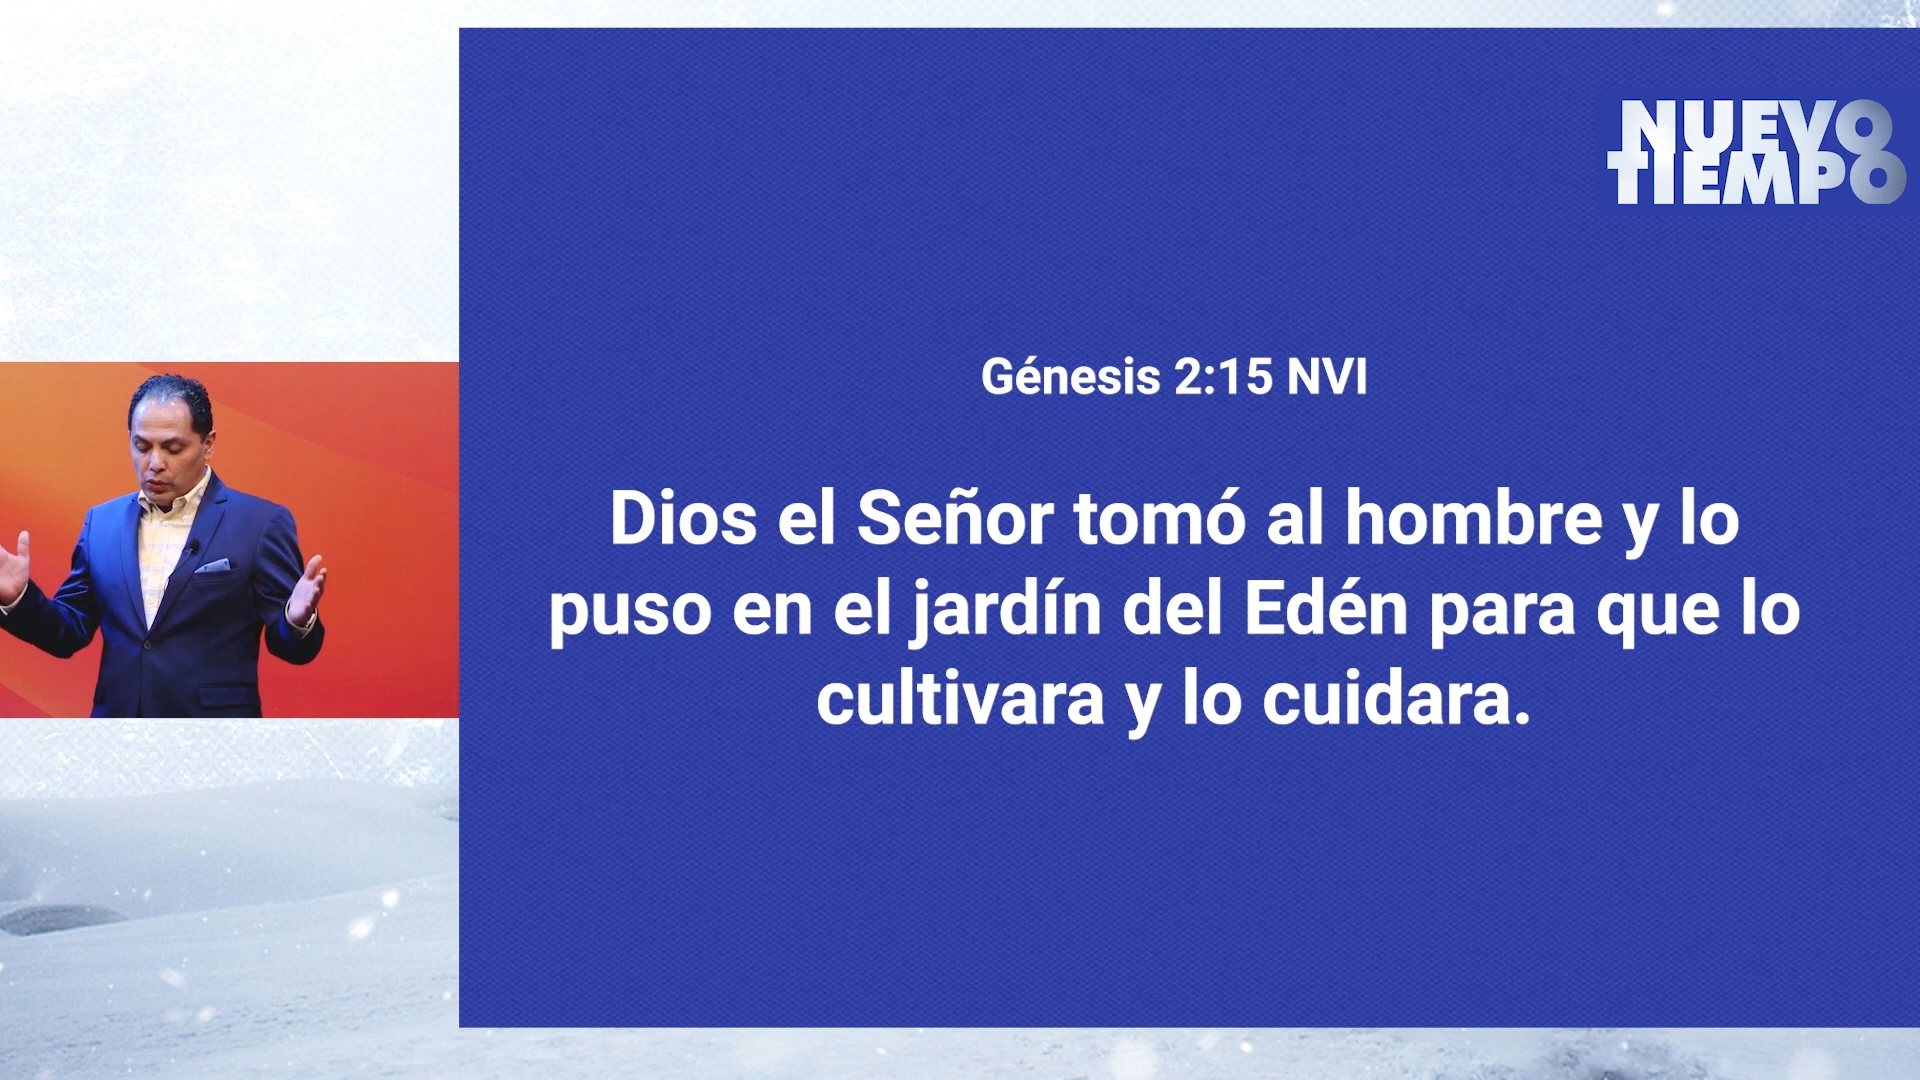 NUEVO
TIEMPO
Génesis 2:15 NVI
Dios el Señor tomó al hombre y lo
puso en el jardín del Edén para que lo
cultivara y lo cuidara.